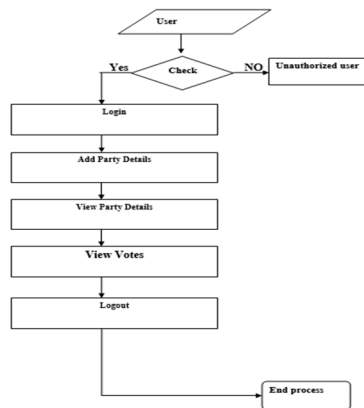 User
Yes
Check
NO
Unauthorized user
Login
Add Party Details
View Party Details
View Votes
Logout
End process